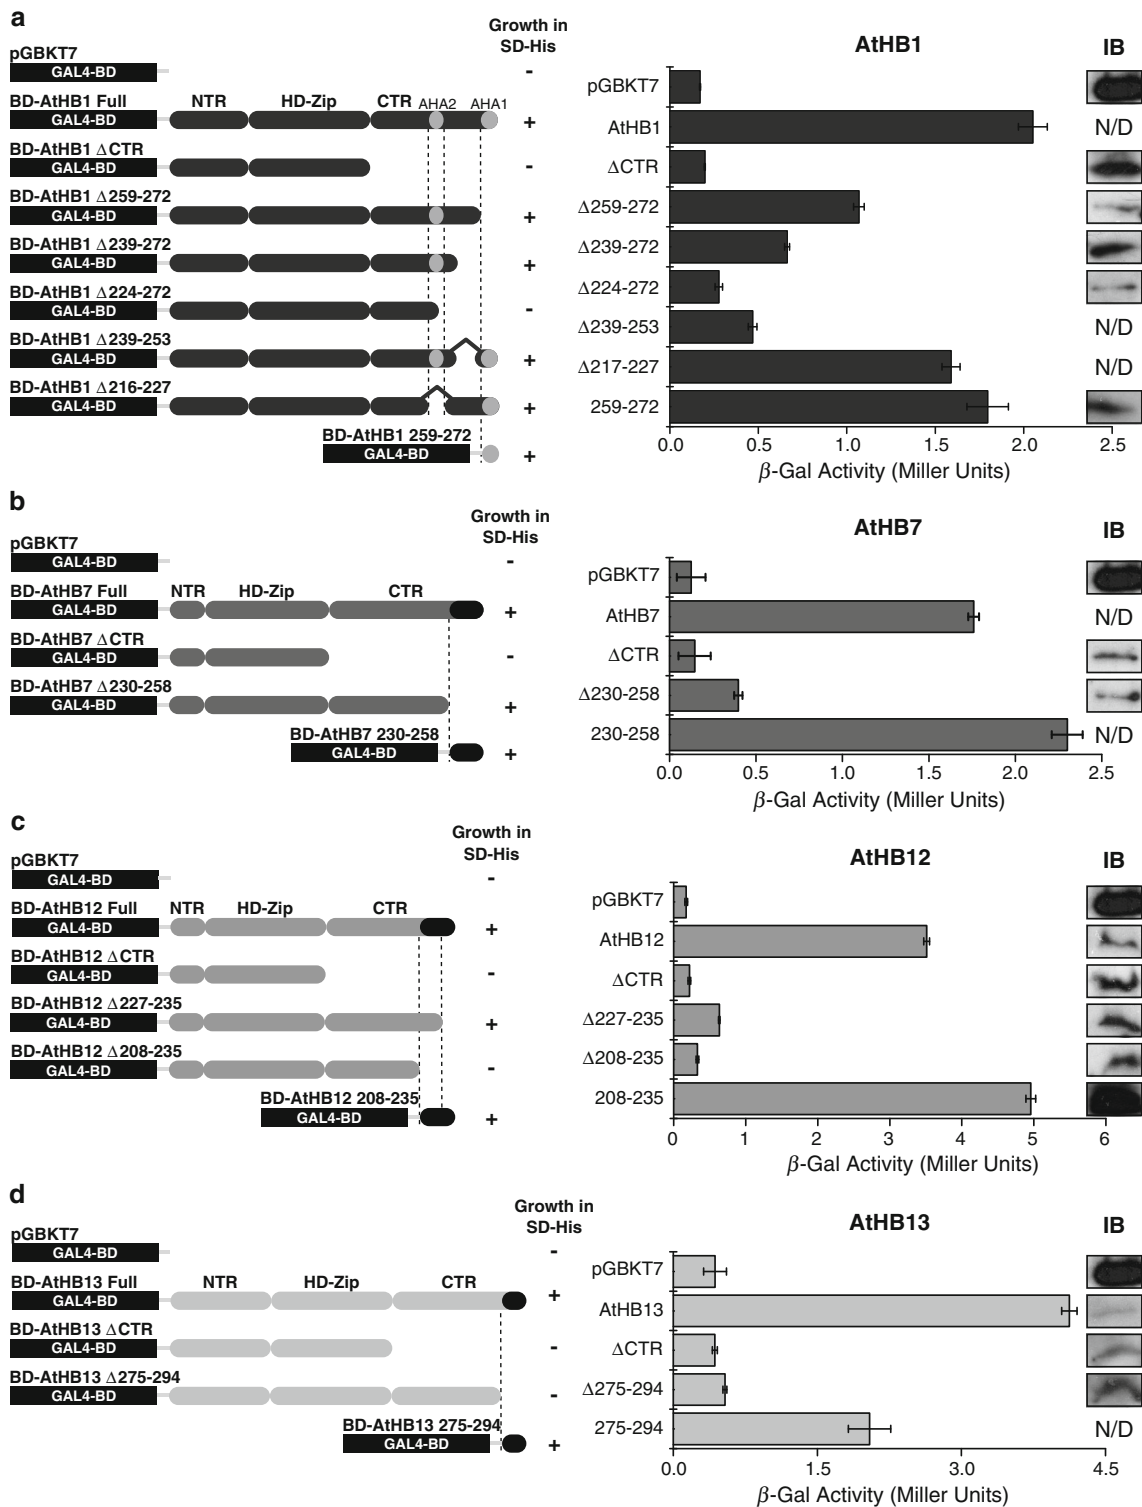 a
Growth in
SD-His
pGBKT7
GAL4-BD
-
BD-AtHB1 Full
NTR HD-Zip CTR AHA2 AHA1
GAL4-BD
+
BD-AtHB1 ΔCTR
GAL4-BD
-
BD-AtHB1 Δ259-272
GAL4-BD
+
BD-AtHB1 Δ239-272
GAL4-BD
+
BD-AtHB1 Δ224-272
GAL4-BD
-
BD-AtHB1 Δ239-253
GAL4-BD
+
BD-AtHB1 Δ216-227
GAL4-BD
+
BD-AtHB1 259-272
GAL4-BD
+
AtHB1
IB
pGBKT7
AtHB1 N/D
ΔCTR
Δ259-272
Δ239-272
Δ224-272
Δ239-253 N/D
Δ217-227 N/D
259-272
0.0 0.5 1.0 1.5 2.0 2.5
β-Gal Activity (Miller Units)
b
Growth in
SD-His
pGBKT7
GAL4-BD
-
BD-AtHB7 Full
NTR HD-Zip CTR
GAL4-BD
+
BD-AtHB7 ΔCTR
GAL4-BD
-
BD-AtHB7 Δ230-258
GAL4-BD
+
BD-AtHB7 230-258
GAL4-BD
+
AtHB7
IB
pGBKT7
AtHB7 N/D
ΔCTR
Δ230-258
230-258 N/D
0.0 0.5 1.0 1.5 2.0 2.5
β-Gal Activity (Miller Units)
c
Growth in
SD-His
pGBKT7
GAL4-BD
-
BD-AtHB12 Full
NTR HD-Zip CTR
GAL4-BD
+
BD-AtHB12 ΔCTR
GAL4-BD
-
BD-AtHB12 Δ227-235
GAL4-BD
+
BD-AtHB12 Δ208-235
GAL4-BD
-
BD-AtHB12 208-235
GAL4-BD
+
AtHB12
IB
pGBKT7
AtHB12
ΔCTR
Δ227-235
Δ208-235
208-235
0 1 2 3 4 5 6
β-Gal Activity (Miller Units)
d
Growth in
SD-His
pGBKT7
GAL4-BD
-
BD-AtHB13 Full
NTR HD-Zip CTR
GAL4-BD
+
BD-AtHB13 ΔCTR
GAL4-BD
-
BD-AtHB13 Δ275-294
GAL4-BD
-
BD-AtHB13 275-294
GAL4-BD
+
AtHB13
IB
pGBKT7
AtHB13
ΔCTR
Δ275-294
275-294 N/D
0.0 1.5 3.0 4.5
β-Gal Activity (Miller Units)